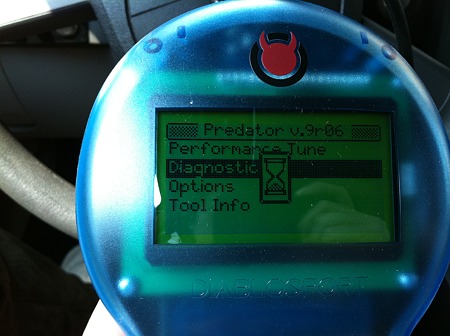 Predator v.9r06
Performance Tune
Diagnostic
Options
Tool Info
DIABLOSPORT